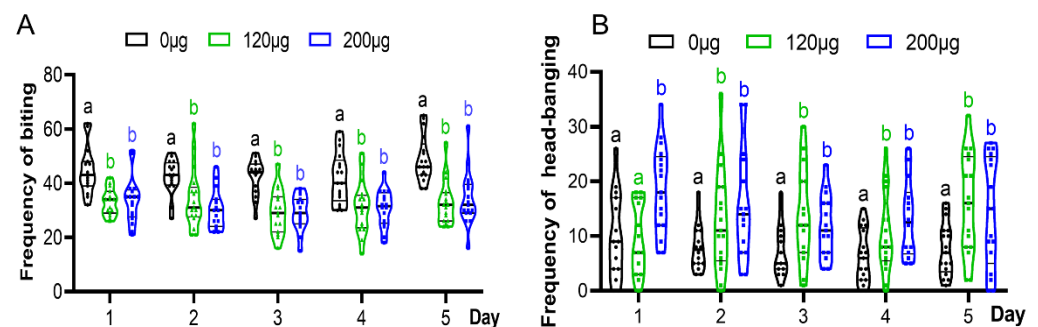 A
0μg 120μg 200μg
Frequency of biting
80
60
40
20
0
a b b a b b a b b a b b a b b
1 2 3 4 5 Day
B
0μg 120μg 200μg
Frequency of head-banging
40
30
20
10
0
a a b a b b a b b a b b a b b
1 2 3 4 5 Day